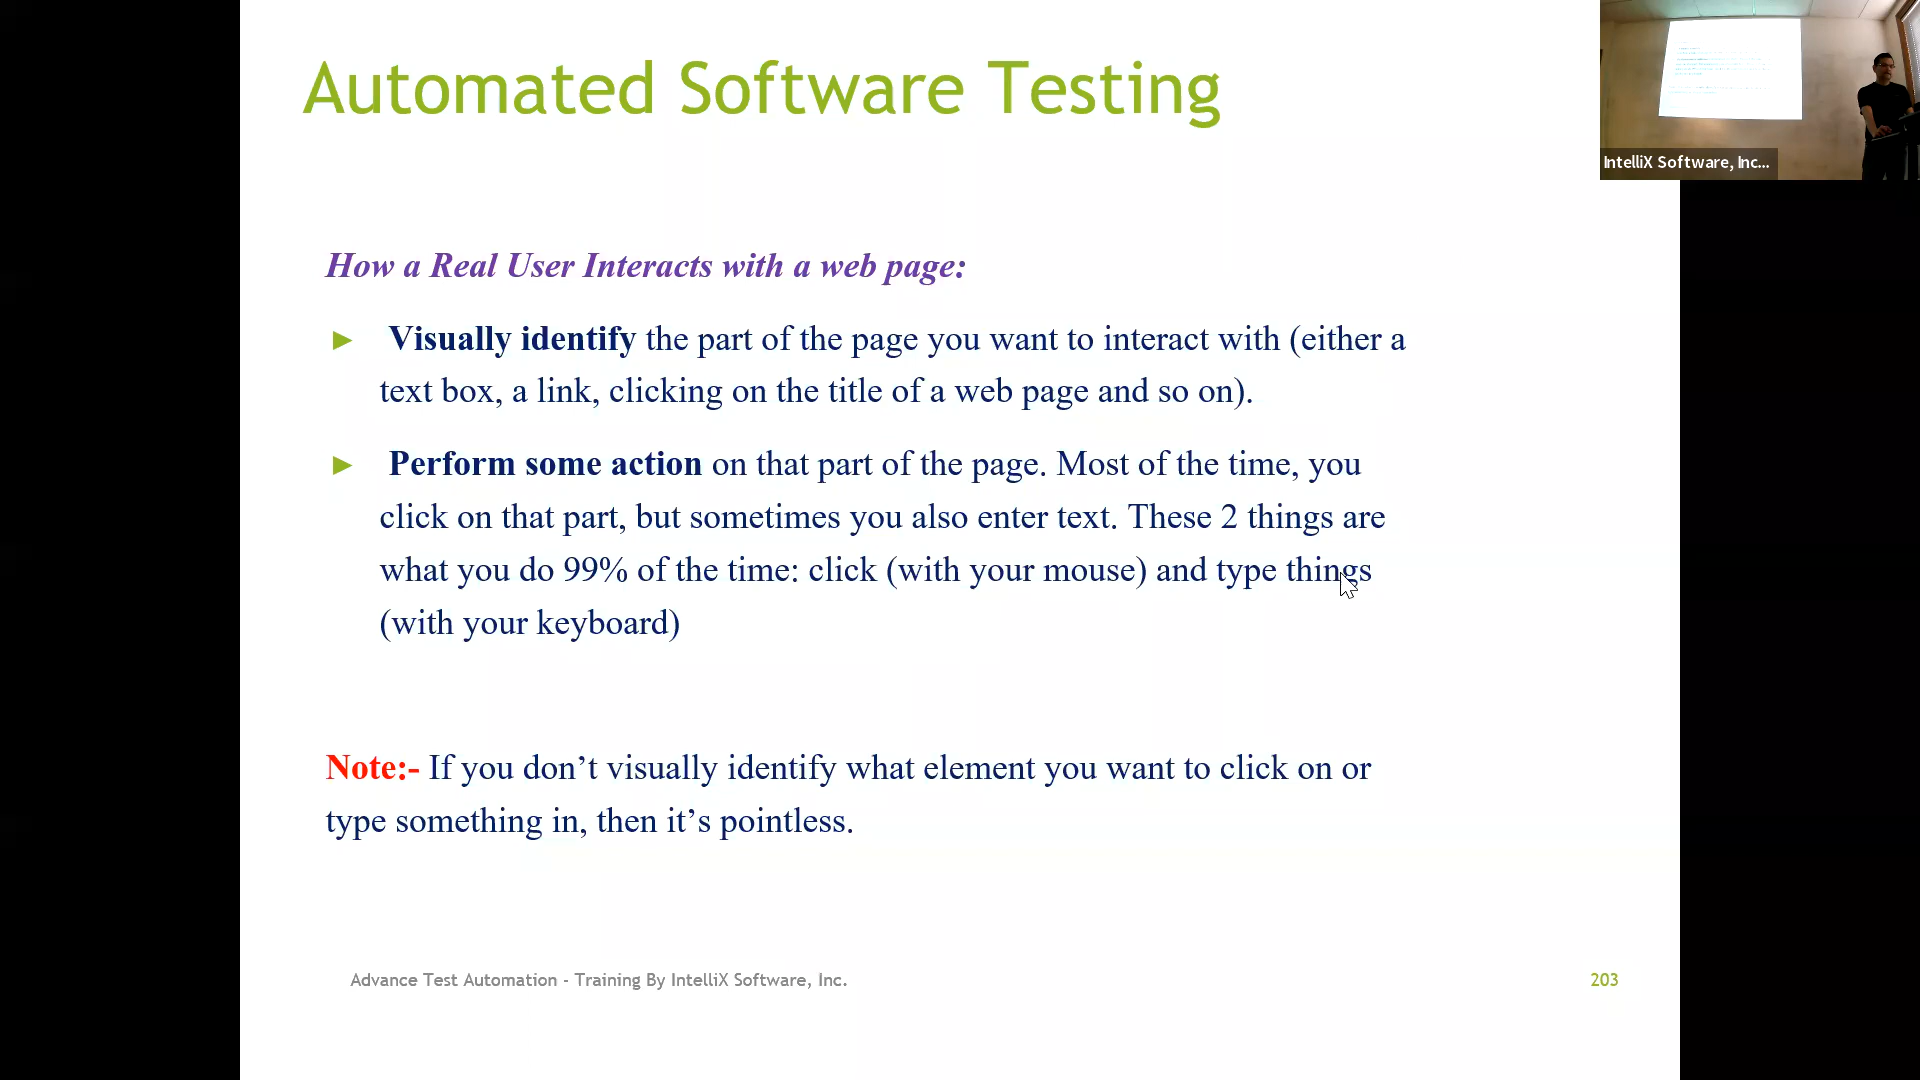 Automated Software Testing
IntelliX Software, Inc...
How a Real User Interacts with a web page:
► Visually identify the part of the page you want to interact with (either a
text box, a link, clicking on the title of a web page and so on).
► Perform some action on that part of the page. Most of the time, you
click on that part, but sometimes you also enter text. These 2 things are
what you do 99% of the time: click (with your mouse) and type things
(with your keyboard)
Note:- If you don’t visually identify what element you want to click on or
type something in, then it’s pointless.
Advance Test Automation - Training By IntelliX Software, Inc.
203